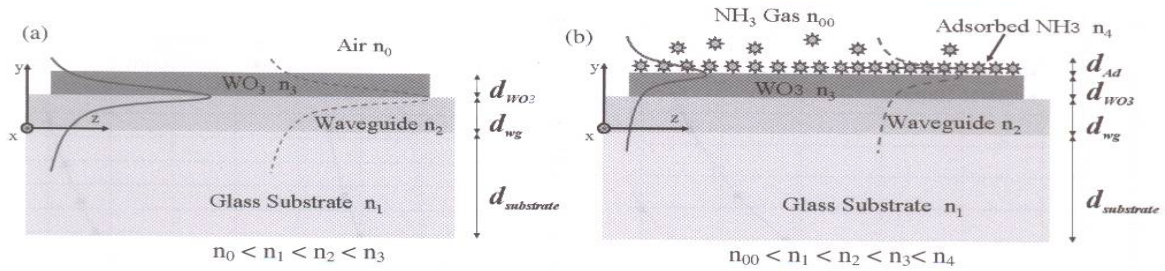 (a)
Air n0
y
WO3 n3
dWO3
z
x
Waveguide n2
dwg
Glass Substrate n1
dsubstrate
n0 < n1 < n2 < n3
(b)
NH3 Gas n00
Adsorbed NH3 n4
y
dAd
WO3 n3
dWO3
z
x
Waveguide n2
dwg
Glass Substrate n1
dsubstrate
n00 < n1 < n2 < n3< n4